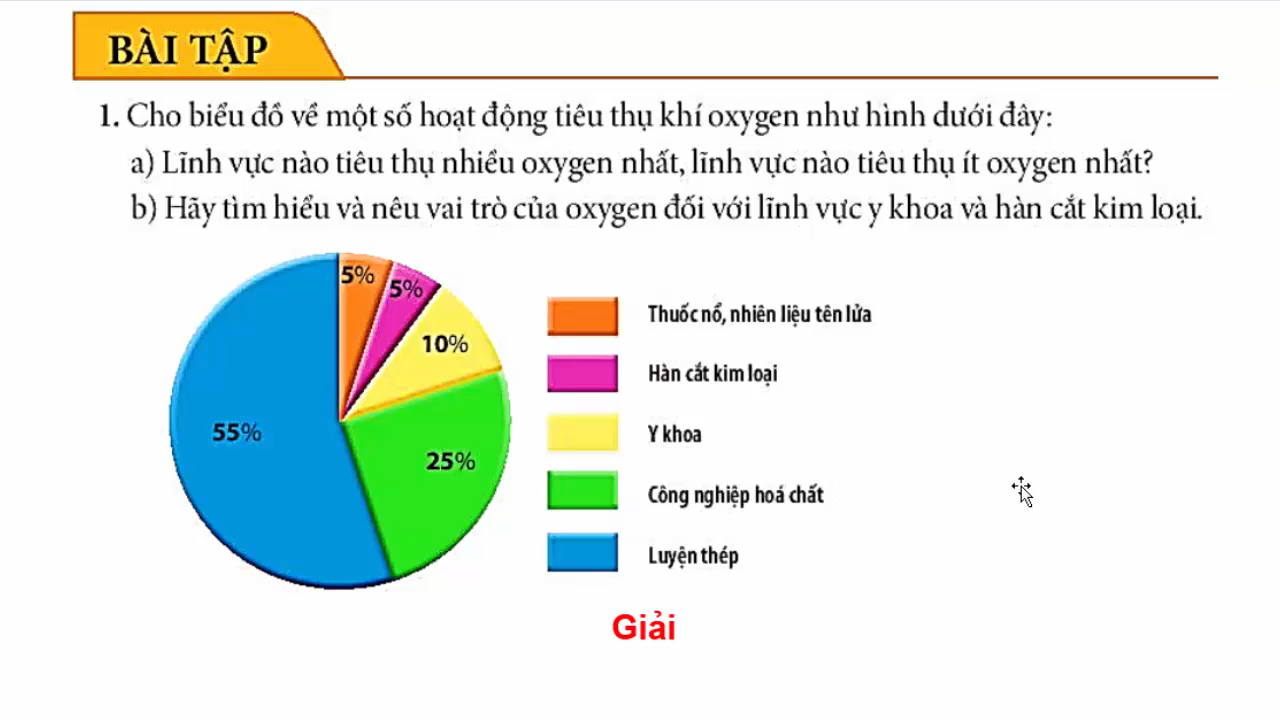 BÀI TẬP
1. Cho biểu đồ về một số hoạt động tiêu thụ khí oxygen như hình dưới đây:
a) Lĩnh vực nào tiêu thụ nhiều oxygen nhất, lĩnh vực nào tiêu thụ ít oxygen nhất?
b) Hãy tìm hiểu và nêu vai trò của oxygen đối với lĩnh vực y khoa và hàn cắt kim loại.
5%
5%
10%
25%
55%
Thuốc nổ, nhiên liệu tên lửa
Hàn cắt kim loại
Y khoa
Công nghiệp hoá chất
Luyện thép
Giải